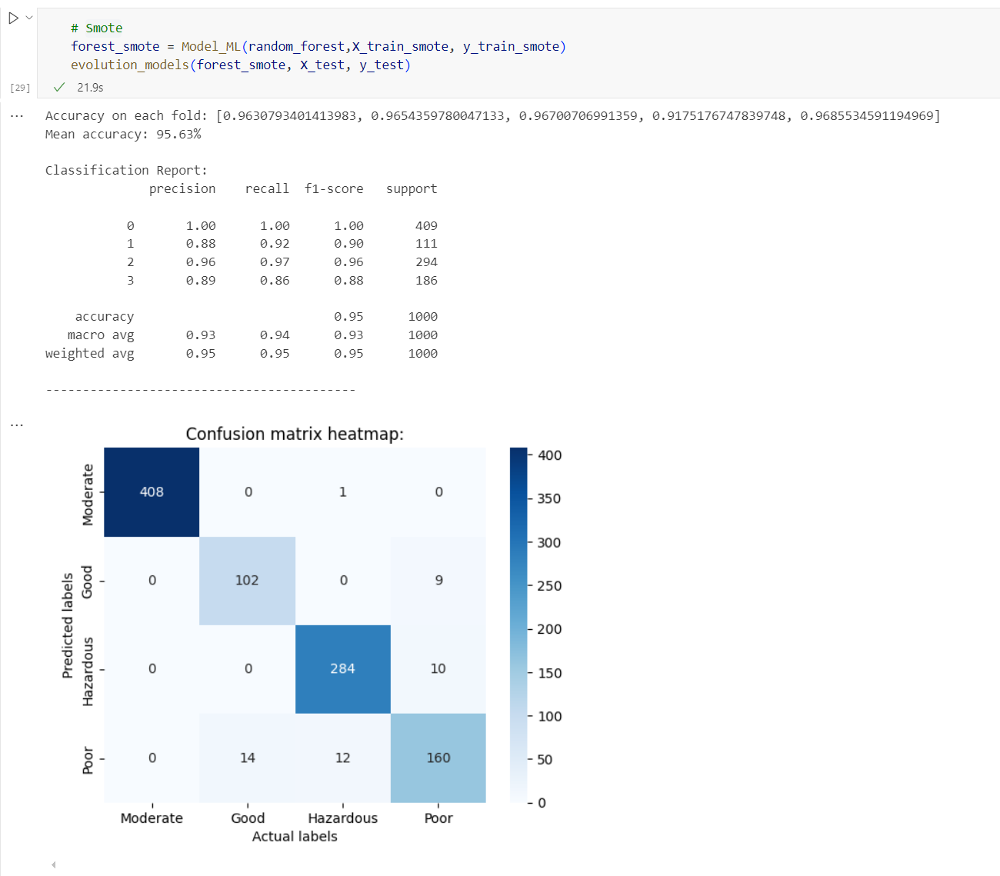 # Smote
forest_smote = Model_ML(random_forest,X_train_smote, y_train_smote)
evolution_models(forest_smote, X_test, y_test)
[29]
21.9s
...
Accuracy on each fold: [0.9630793401413983, 0.9654359780047133, 0.96700706991359, 0.9175176747839748, 0.9685534591194969]
Mean accuracy: 95.63%
Classification Report:
precision recall f1-score support
0 1.00 1.00 1.00 409
1 0.88 0.92 0.90 111
2 0.96 0.97 0.96 294
3 0.89 0.86 0.88 186
accuracy 0.95 1000
macro avg 0.93 0.94 0.93 1000
weighted avg 0.95 0.95 0.95 1000
------------------------------------------
...
Confusion matrix heatmap:
Predicted labels
Moderate 408 0 1 0
Good 0 102 0 9
Hazardous 0 0 284 10
Poor 0 14 12 160
Moderate Good Hazardous Poor
Actual labels
400
350
300
250
200
150
100
50
0